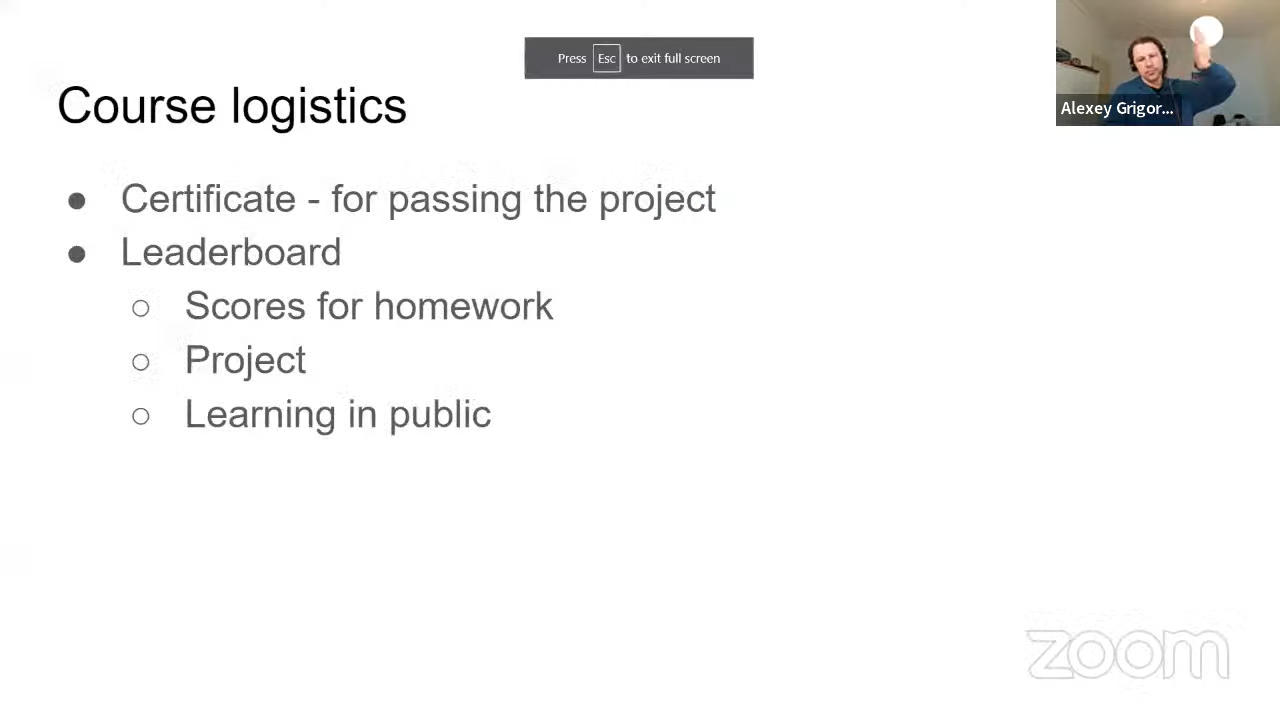 Press Esc to exit full screen
Course logistics
Alexey Grigor...
● Certificate - for passing the project
● Leaderboard
○ Scores for homework
○ Project
○ Learning in public
zoom